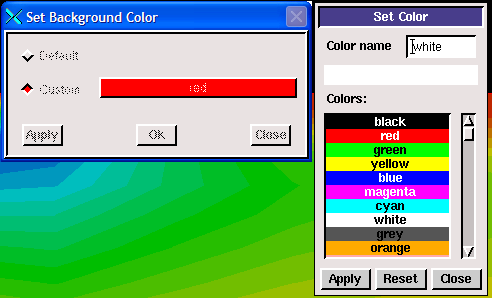 Set Background Color
Default
Custom
red
Apply
OK
Close
Set Color
Color name
white
Colors:
black
red
green
yellow
blue
magenta
cyan
white
grey
orange
Apply
Reset
Close